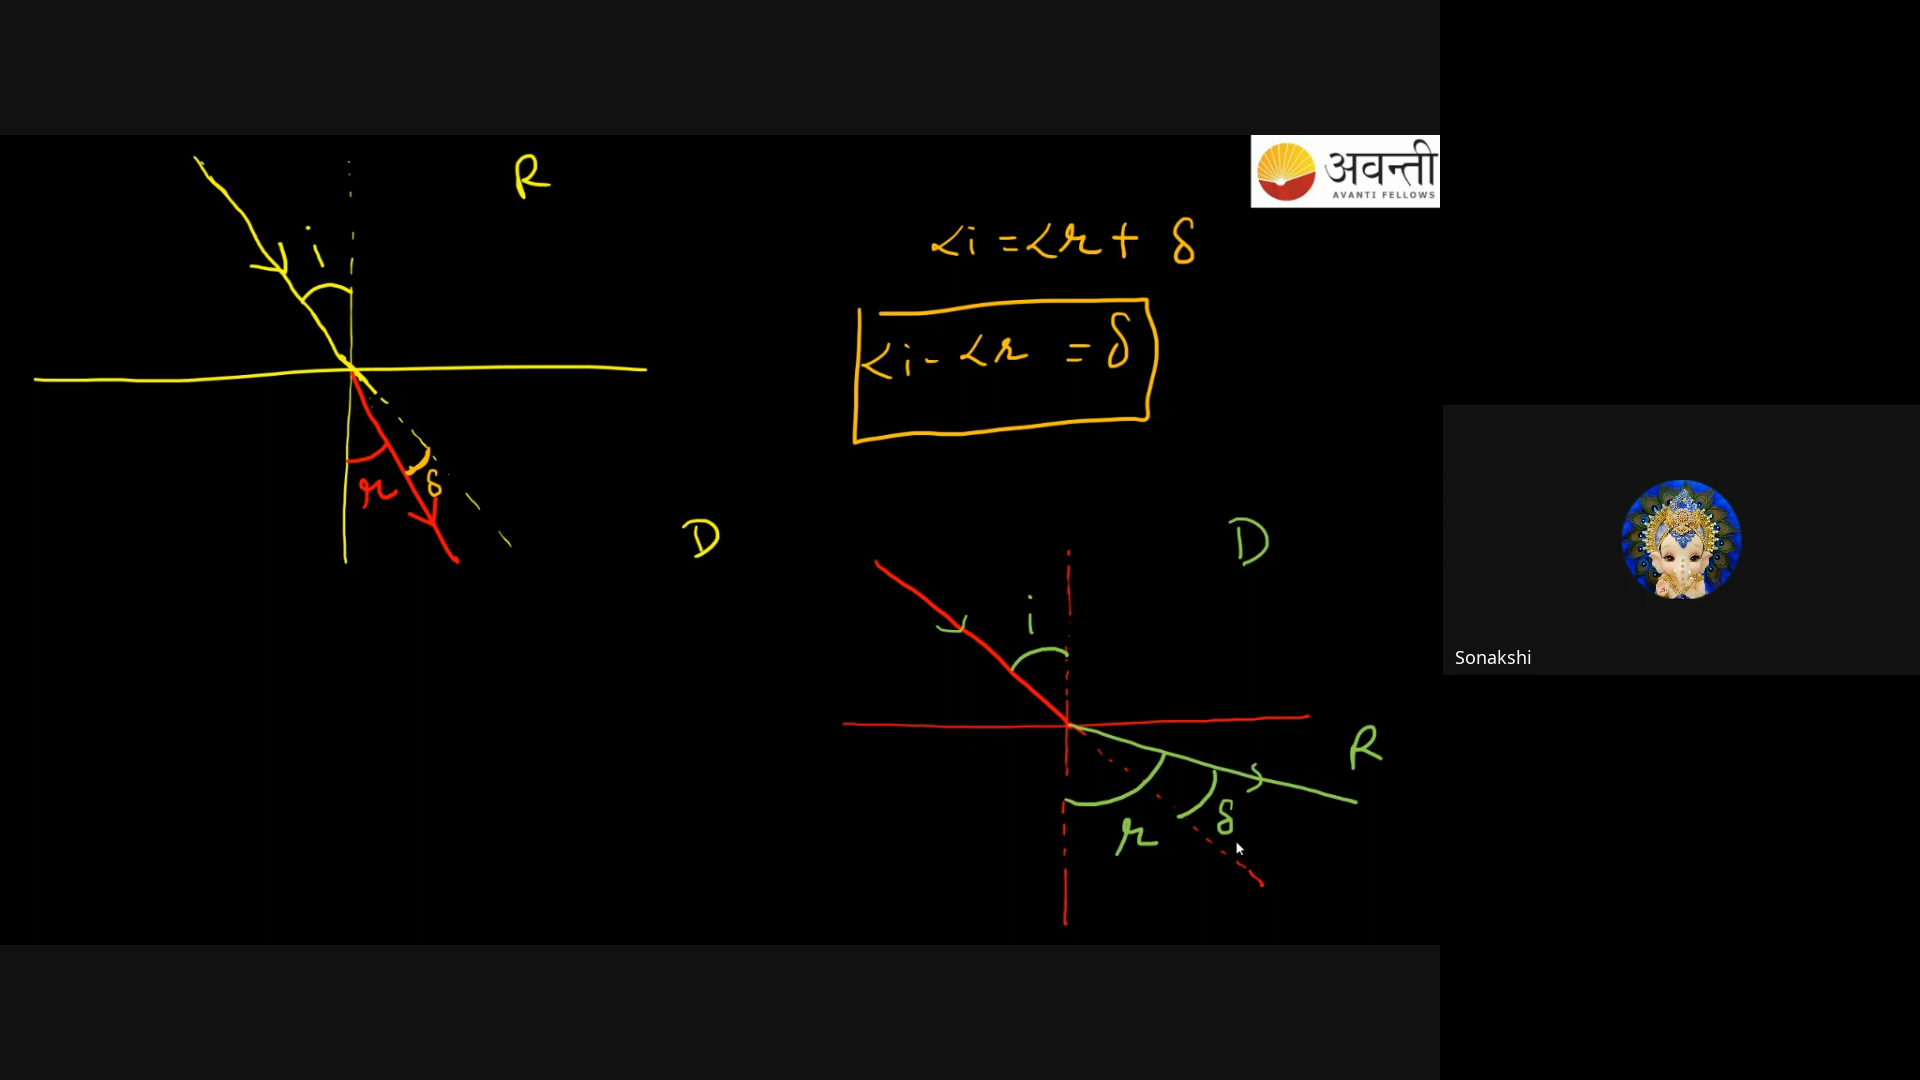 R
अवन्ती
AVANTI FELLOWS
i
∠i = ∠r + δ
∠i - ∠r = δ
r
δ
D
D
i
R
r
δ
Sonakshi